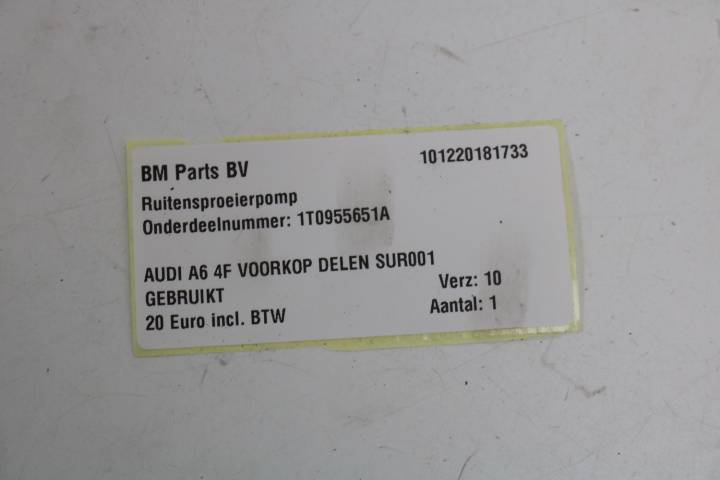 BM Parts BV 101220181733
Ruitensproeierpomp
Onderdeelnummer: 1T0955651A
AUDI A6 4F VOORKOP DELEN SUR001
GEBRUIKT Verz: 10
20 Euro incl. BTW Aantal: 1